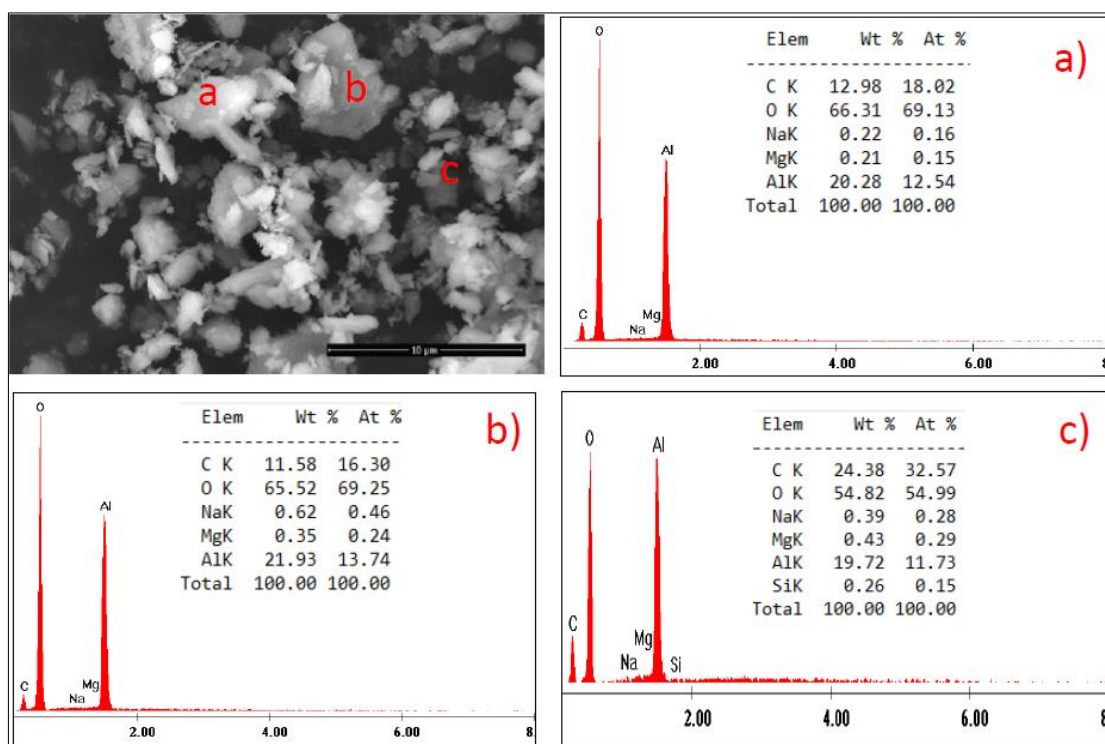 a
b
c
10 µm
a)
Elem Wt % At %
-----------------------------
C K 12.98 18.02
O K 66.31 69.13
NaK 0.22 0.16
MgK 0.21 0.15
AlK 20.28 12.54
Total 100.00 100.00
O
Al
C
Na
Mg
2.00 4.00 6.00 8
b)
Elem Wt % At %
-----------------------------
C K 11.58 16.30
O K 65.52 69.25
NaK 0.62 0.46
MgK 0.35 0.24
AlK 21.93 13.74
Total 100.00 100.00
O
Al
C
Na
Mg
2.00 4.00 6.00 8.0
c)
Elem Wt % At %
-----------------------------
C K 24.38 32.57
O K 54.82 54.99
NaK 0.39 0.28
MgK 0.43 0.29
AlK 19.72 11.73
SiK 0.26 0.15
Total 100.00 100.00
O
Al
C
Na
Mg
Si
2.00 4.00 6.00 8